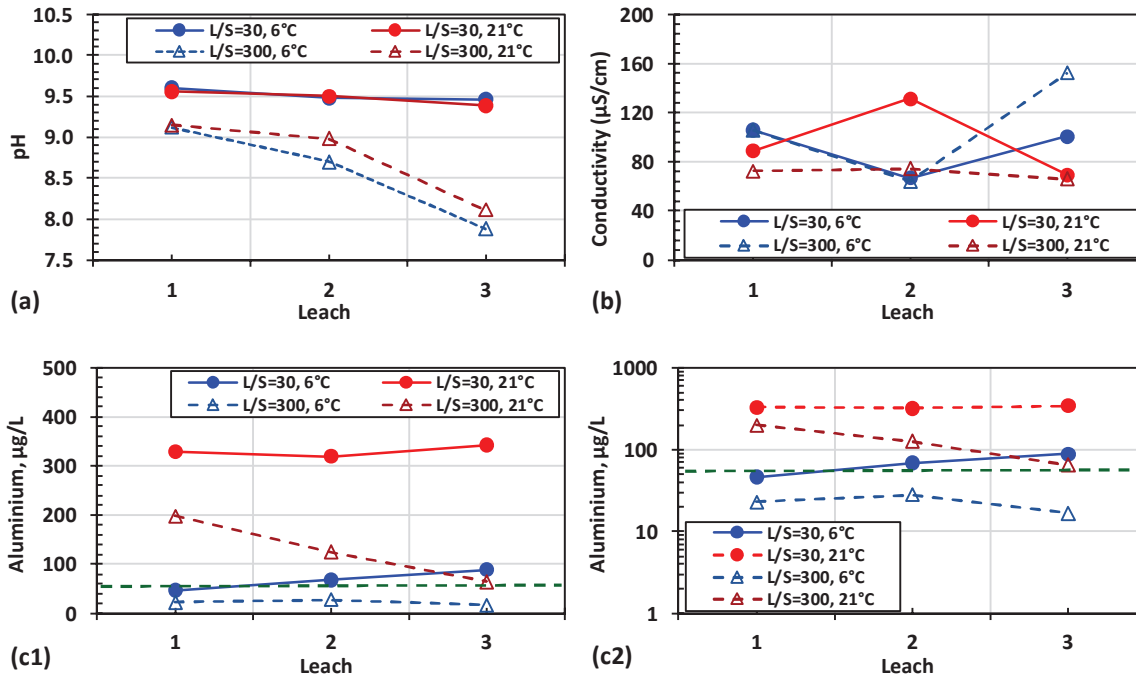 10.5
10.0
9.5
9.0
8.5
8.0
7.5
pH
L/S=30, 6°C
L/S=30, 21°C
L/S=300, 6°C
L/S=300, 21°C
1
2
3
Leach
(a)
200
160
120
80
40
0
Conductivity (µS/cm)
L/S=30, 6°C
L/S=30, 21°C
L/S=300, 6°C
L/S=300, 21°C
1
2
3
Leach
(b)
500
400
300
200
100
0
Aluminium, µg/L
L/S=30, 6°C
L/S=30, 21°C
L/S=300, 6°C
L/S=300, 21°C
1
2
3
Leach
(c1)
1000
100
10
1
Aluminium, µg/L
L/S=30, 6°C
L/S=30, 21°C
L/S=300, 6°C
L/S=300, 21°C
1
2
3
Leach
(c2)